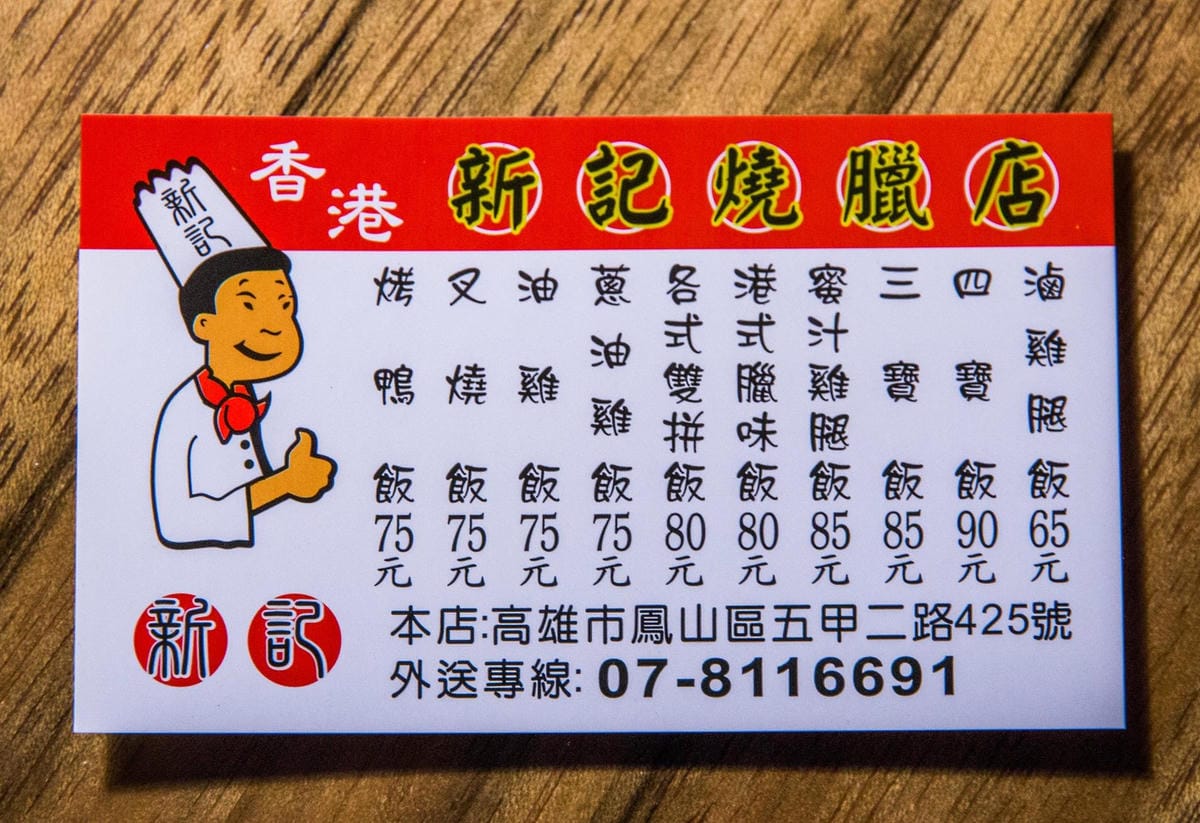 香港 新記燒臘店
新記
烤鴨飯75元
叉燒飯75元
油雞飯75元
蔥油雞飯75元
各式雙拼飯80元
港式臘味飯80元
蜜汁雞腿飯85元
三寶飯85元
四寶飯90元
滷雞腿飯65元
新記
本店:高雄市鳳山區五甲二路425號
外送專線:07-8116691